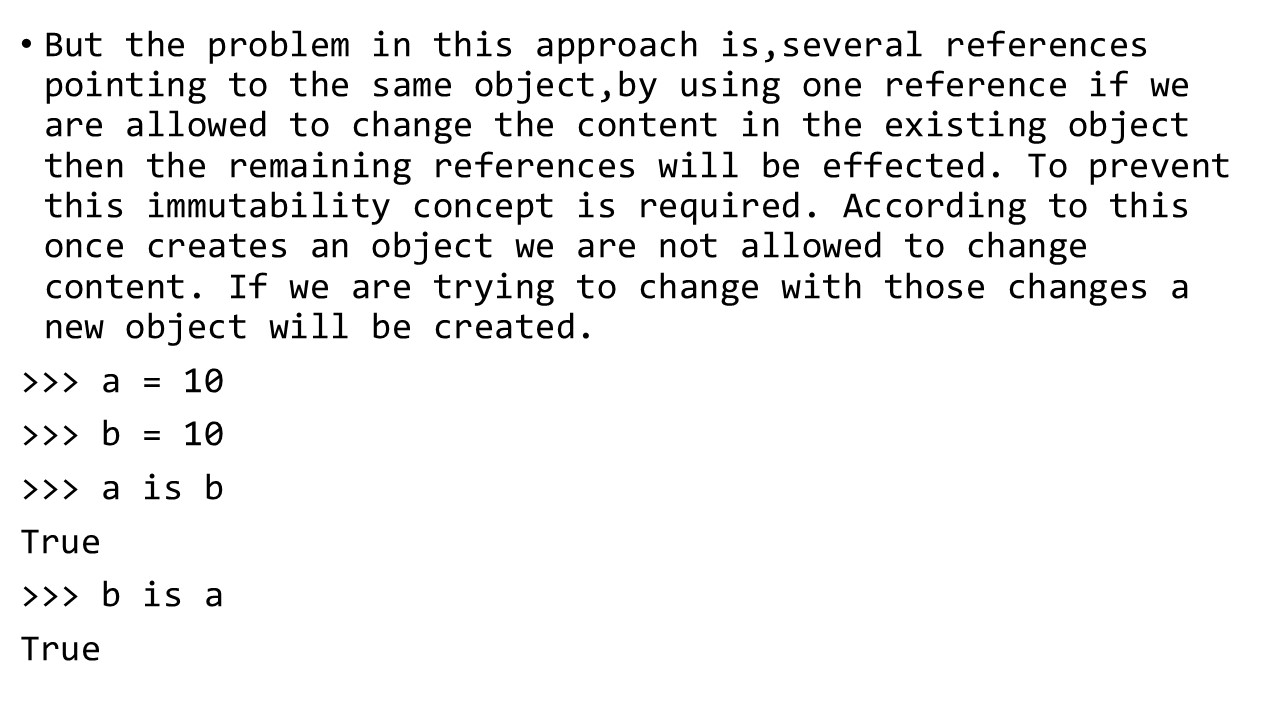 • But the problem in this approach is,several references
pointing to the same object,by using one reference if we
are allowed to change the content in the existing object
then the remaining references will be effected. To prevent
this immutability concept is required. According to this
once creates an object we are not allowed to change
content. If we are trying to change with those changes a
new object will be created.
>>> a = 10
>>> b = 10
>>> a is b
True
>>> b is a
True